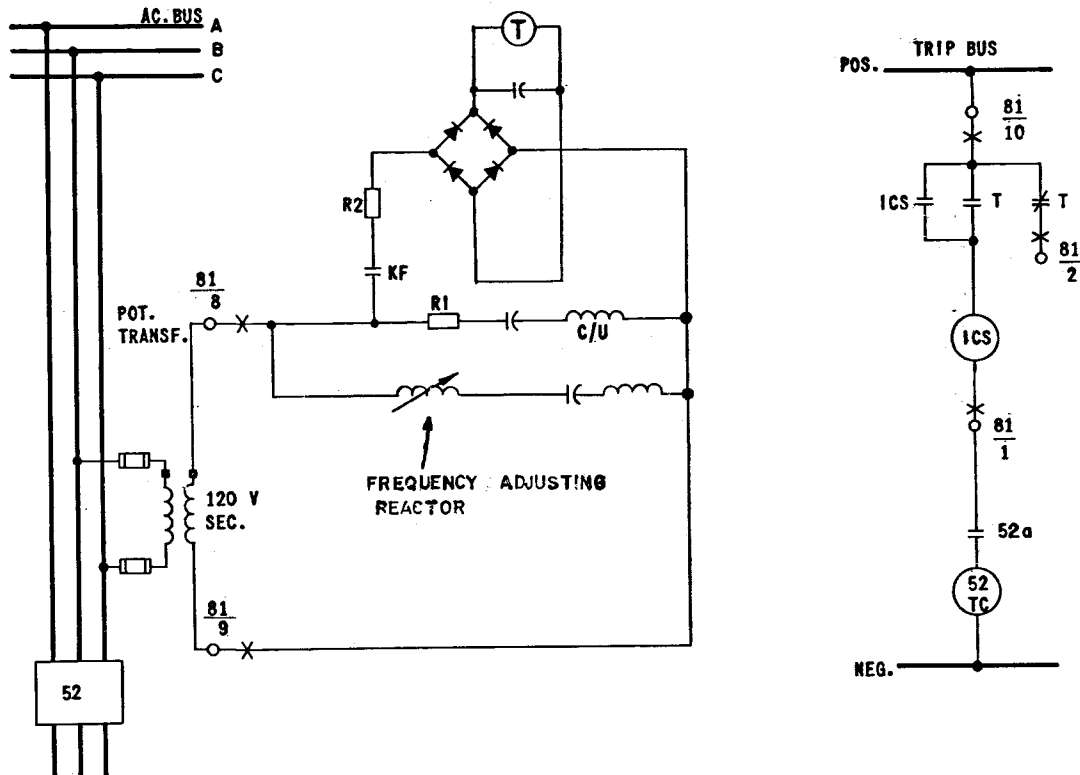 AC. BUS
A
B
C
T
R2
KF
81
8
POT.
TRANSF.
R1
C/U
FREQUENCY ADJUSTING
REACTOR
120 V
SEC.
81
9
52
TRIP BUS
POS.
81
10
ICS
T
T
81
2
ICS
81
1
52a
52
TC
NEG.